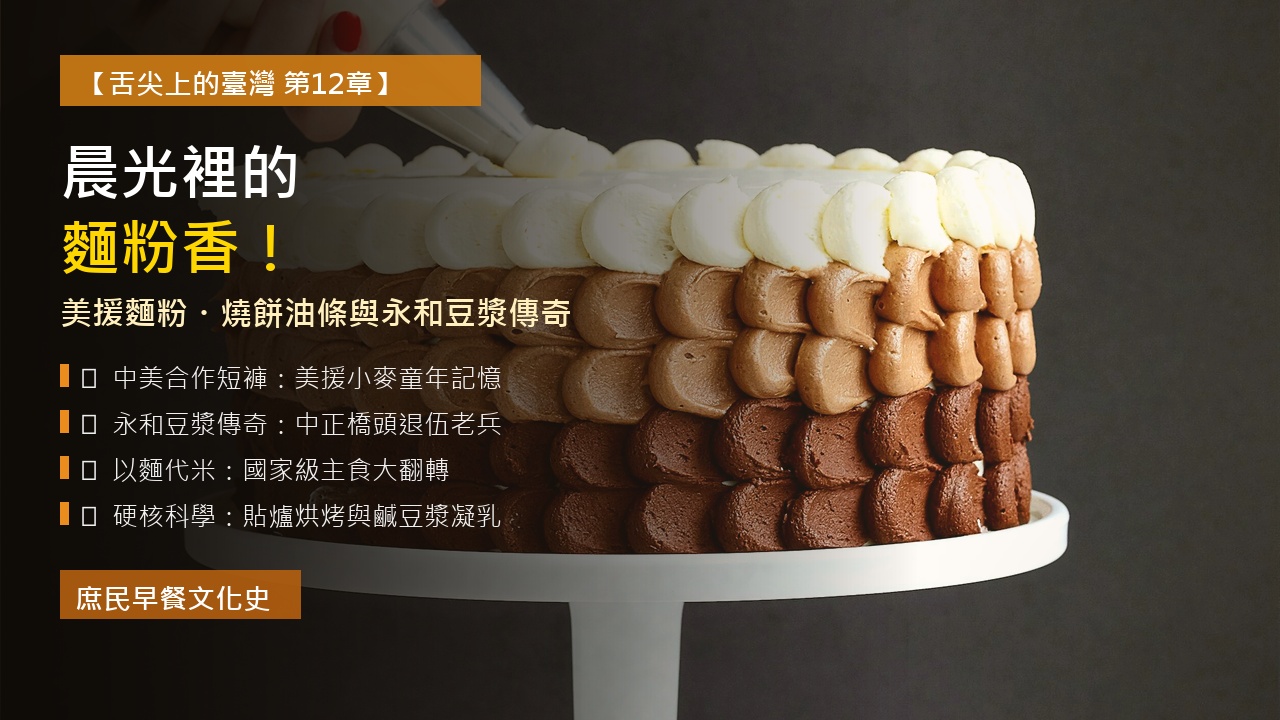 【舌尖上的臺灣 第12章】
晨光裡的
麵粉香！
美援麵粉・燒餅油條與永和豆漿傳奇
中美合作短褲：美援小麥童年記憶
永和豆漿傳奇：中正橋頭退伍老兵
以麵代米：國家級主食大翻轉
硬核科學：貼爐烘烤與鹹豆漿凝乳
庶民早餐文化史